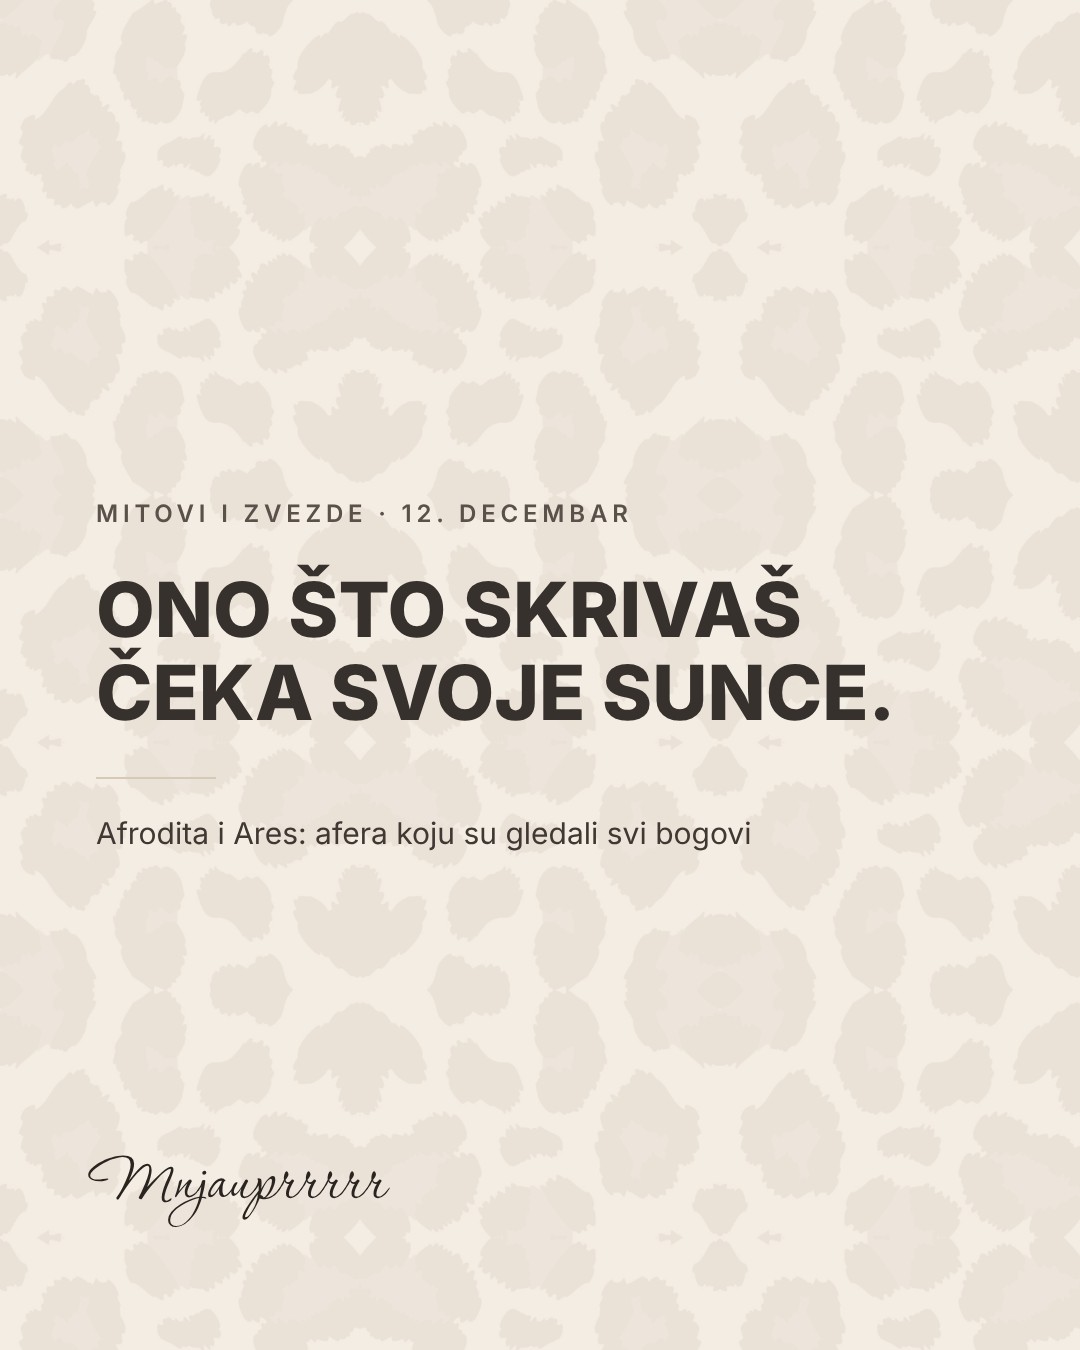 MITOVI I ZVEZDE · 12. DECEMBAR
ONO ŠTO SKRIVAŠ
ČEKA SVOJE SUNCE.
Afrodita i Ares: afera koju su gledali svi bogovi
Mnjauprrrrr